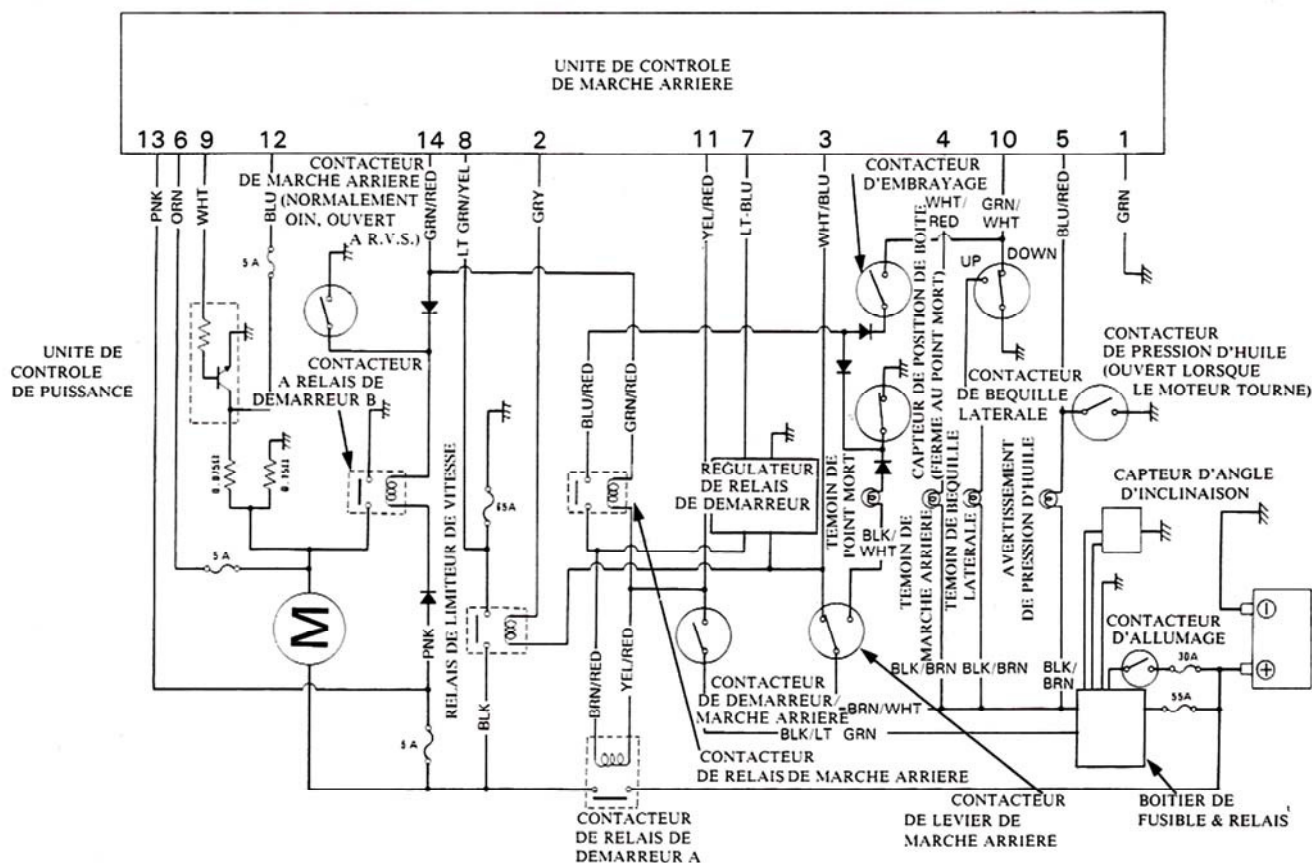 UNITE DE CONTROLE
DE MARCHE ARRIERE
13 6 9 12 14 8 2 11 7 3 4 10 5 1
PNK
ORN
WHT
BLU
5 A
CONTACTEUR
DE MARCHE ARRIERE
(NORMALEMENT
OIN, OUVERT
A R.V.S.)
GRN/RED
LT GRN/YEL
GRY
YEL/RED
LT-BLU
WHT/BLU
CONTACTEUR
D'EMBRAYAGE
WHT/
RED
GRN/
WHT
BLU/RED
GRN
UP
DOWN
UNITE DE
CONTROLE
DE PUISSANCE
CONTACTEUR
A RELAIS DE
DEMARREUR B
0.075Ω
0.15Ω
5 A
M
RELAIS DE LIMITEUR DE VITESSE
65A
BLU/RED
GRN/RED
REGULATEUR
DE RELAIS
DE DEMARREUR
TEMOIN DE
POINT MORT
CAPTEUR DE POSITION DE BOITE
(FERME AU POINT MORT)
BLK/
WHT
TEMOIN DE
MARCHE ARRIERE
TEMOIN DE BEQUILLE
LATERALE
CONTACTEUR
DE BEQUILLE
LATERALE
AVERTISSEMENT
DE PRESSION D'HUILE
CONTACTEUR
DE PRESSION D'HUILE
(OUVERT LORSQUE
LE MOTEUR TOURNE)
CAPTEUR D'ANGLE
D'INCLINAISON
CONTACTEUR
D'ALLUMAGE
30A
55A
PNK
5 A
BLK
BRN/RED
YEL/RED
CONTACTEUR
DE DEMARREUR/
MARCHE ARRIERE
BLK/BRN
BLK/BRN
BLK/
BRN
BRN/WHT
BLK/LT GRN
CONTACTEUR
DE RELAIS DE MARCHE ARRIERE
CONTACTEUR
DE RELAIS DE
DEMARREUR A
CONTACTEUR
DE LEVIER DE
MARCHE ARRIERE
BOITIER DE
FUSIBLE & RELAIS